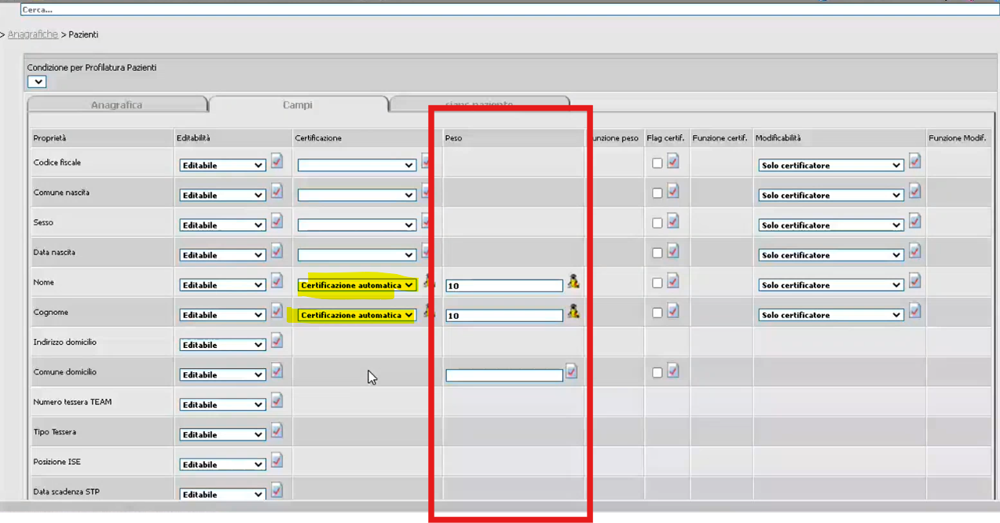 Cerca...
> Anagrafiche > Pazienti
Condizione per Profilatura Pazienti
Anagrafica Campi
Proprietà Editabilità Certificazione Peso unzione peso Flag certif. Funzione certif. Modificabilità Funzione Modif.
Codice fiscale Editabile Solo certificatore
Comune nascita Editabile Solo certificatore
Sesso Editabile Solo certificatore
Data nascita Editabile Solo certificatore
Nome Editabile Certificazione automatica 10 Solo certificatore
Cognome Editabile Certificazione automatica 10 Solo certificatore
Indirizzo domicilio Editabile
Comune domicilio Editabile
Numero tessera TEAM Editabile
Tipo Tessera Editabile
Posizione ISE Editabile
Data scadenza STP Editabile